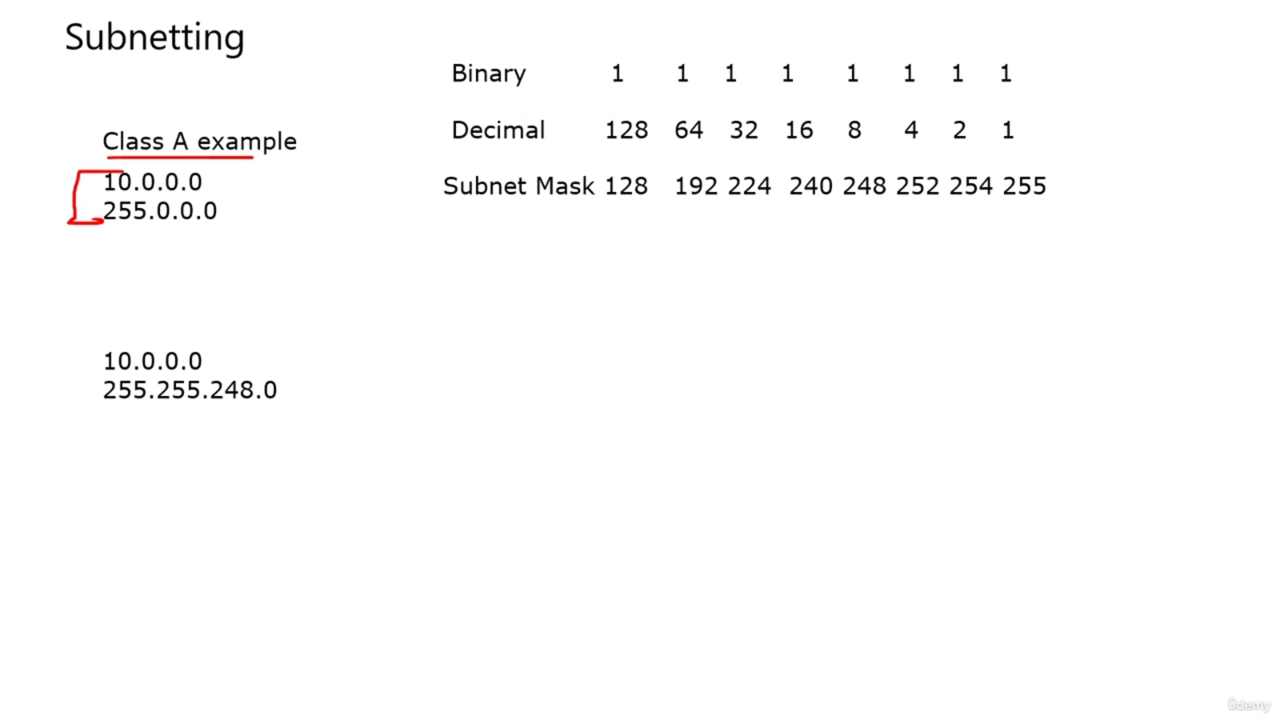 Subnetting
Binary 1 1 1 1 1 1 1 1
Decimal 128 64 32 16 8 4 2 1
Class A example
10.0.0.0
255.0.0.0
Subnet Mask 128 192 224 240 248 252 254 255
10.0.0.0
255.255.248.0
ûdemy